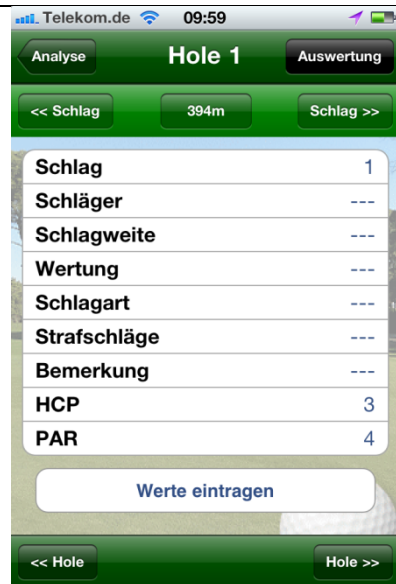 Telekom.de 09:59
Analyse Hole 1 Auswertung
<< Schlag 394m Schlag >>
Schlag 1
Schläger ---
Schlagweite ---
Wertung ---
Schlagart ---
Strafschläge ---
Bemerkung ---
HCP 3
PAR 4
Werte eintragen
<< Hole Hole >>